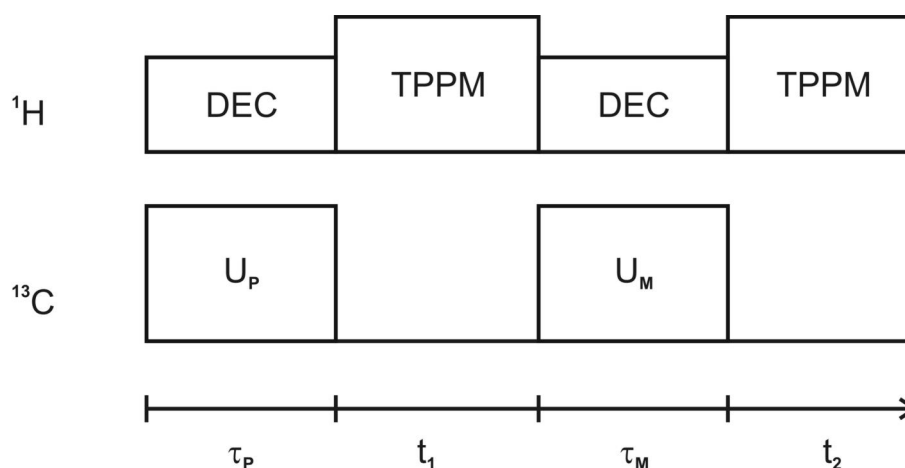 ¹H DEC TPPM DEC TPPM
¹³C U_P U_M
τ_P t₁ τ_M t₂